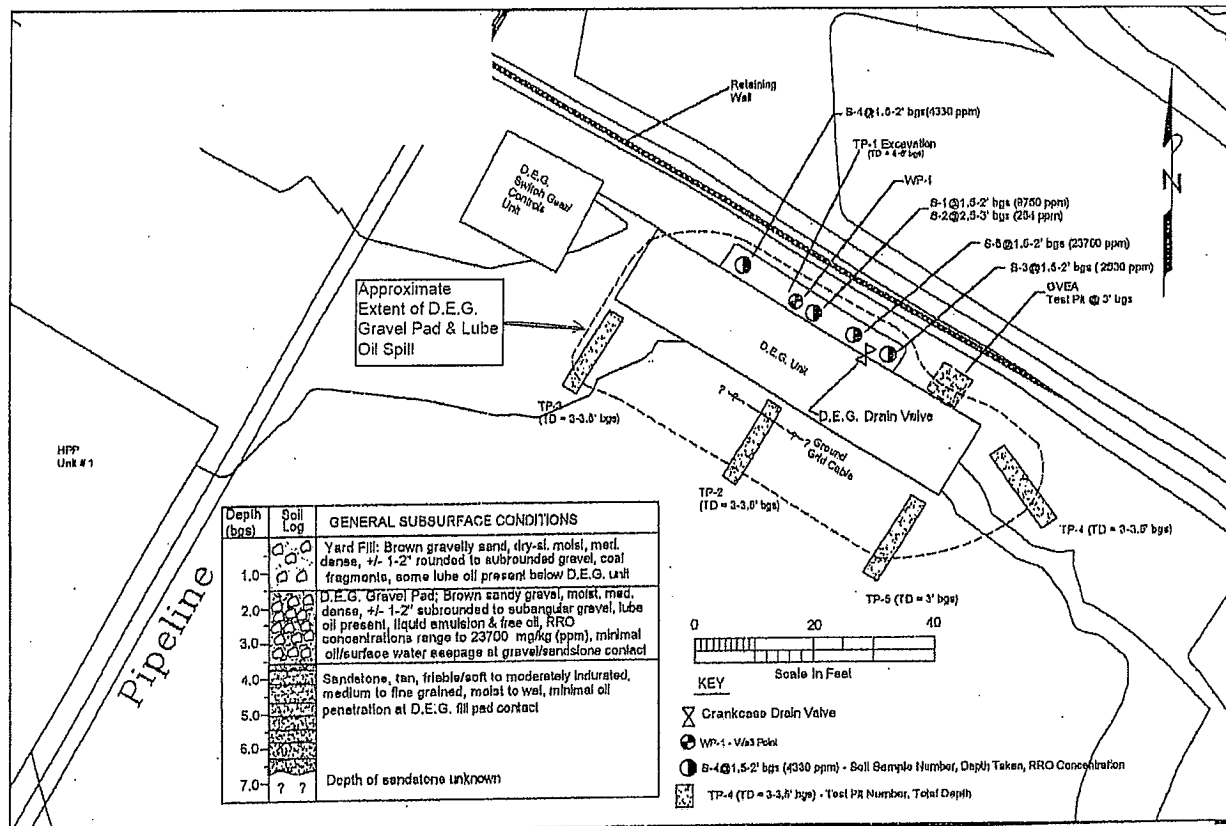 Retaining
Wall
S-4@1.5-2' bgs(4330 ppm)
TP-1 Excavation
(TD = 4-6' bgs)
WP-1
S-1@1.5-2' bgs (8750 ppm)
S-2@2.5-3' bgs (284 ppm)
S-5@1.5-2' bgs (23700 ppm)
S-3@1.5-2' bgs (2930 ppm)
GVEA
Test Pit @ 3' bgs
N
D.E.G.
Switch Gear/
Controls
Unit
Approximate
Extent of D.E.G.
Gravel Pad & Lube
Oil Spill
D.E.G. Unit
D.E.G. Drain Valve
? ?
? ?
Ground
Grid Cable
TP-3
(TD = 3-3.5' bgs)
TP-2
(TD = 3-3.5' bgs)
TP-4 (TD = 3-3.5' bgs)
TP-5 (TD = 3' bgs)
HPP
Unit # 1
Pipeline
Depth
(bgs)
Soil
Log
GENERAL SUBSURFACE CONDITIONS
Yard Fill: Brown gravelly sand, dry-sl. moist, med.
dense, +/- 1-2" rounded to subrounded gravel, coal
fragments, some lube oil present below D.E.G. unit
1.0
D.E.G. Gravel Pad; Brown sandy gravel, moist, med.
dense, +/- 1-2" subrounded to subangular gravel, lube
oil present, liquid emulsion & free oil, RRO
concentrations range to 23700 mg/kg (ppm), minimal
oil/surface water seepage at gravel/sandstone contact
2.0
3.0
Sandstone, tan, friable/soft to moderately indurated,
medium to fine grained, moist to wet, minimal oil
penetration at D.E.G. fill pad contact
4.0
5.0
6.0
7.0
? ?
Depth of sandstone unknown
0 20 40
Scale In Feet
KEY
Crankcase Drain Valve
WP-1 - Well Point
S-4@1.5-2' bgs (4330 ppm) - Soil Sample Number, Depth Taken, RRO Concentration
TP-4 (TD = 3-3.5' bgs) - Test Pit Number, Total Depth